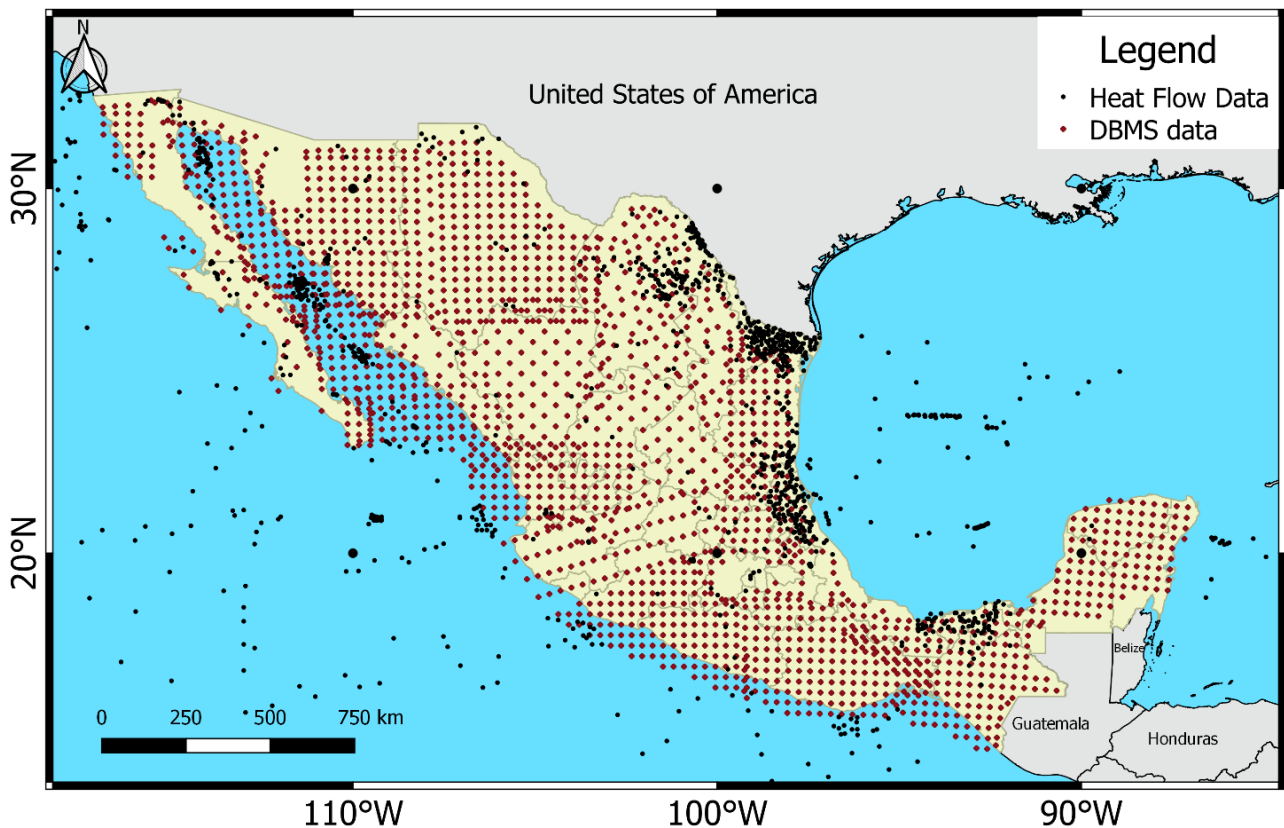 N
United States of America
Legend
Heat Flow Data
DBMS data
30°N
20°N
Belize
Guatemala
Honduras
0 250 500 750 km
110°W 100°W 90°W